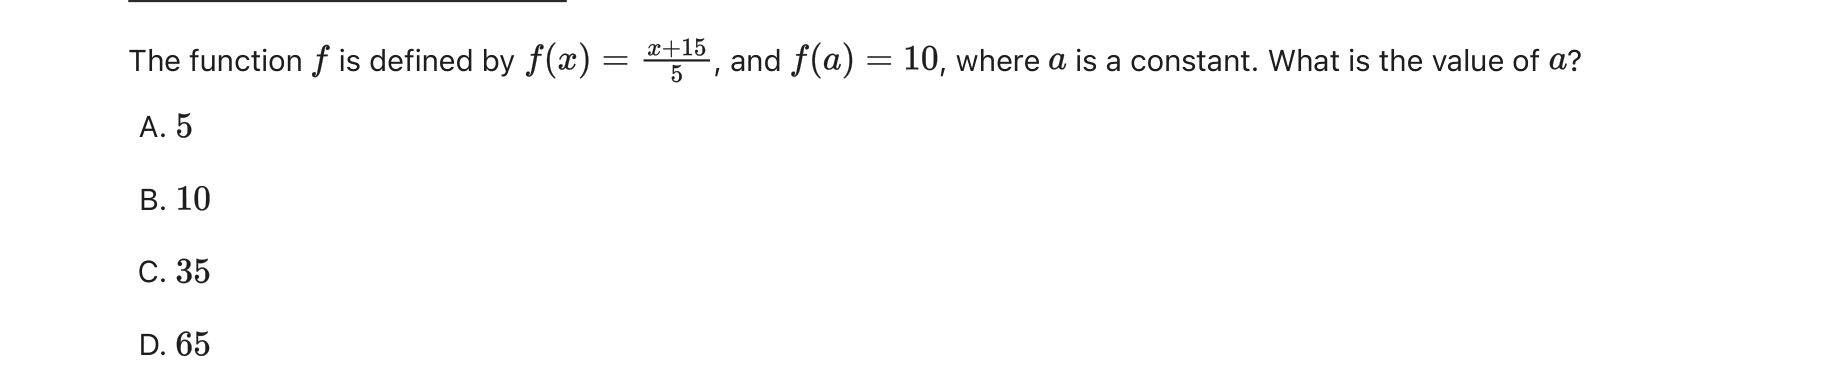 The function f is defined by f(x) = \frac{x+15}{5}, and f(a) = 10, where a is a constant. What is the value of a?
A. 5
B. 10
C. 35
D. 65